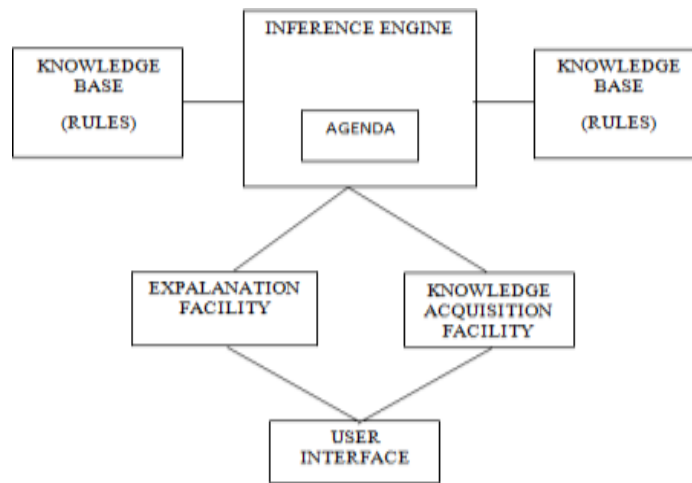 INFERENCE ENGINE
KNOWLEDGE
BASE
(RULES)
AGENDA
KNOWLEDGE
BASE
(RULES)
EXPALANATION
FACILITY
KNOWLEDGE
ACQUISITION
FACILITY
USER
INTERFACE